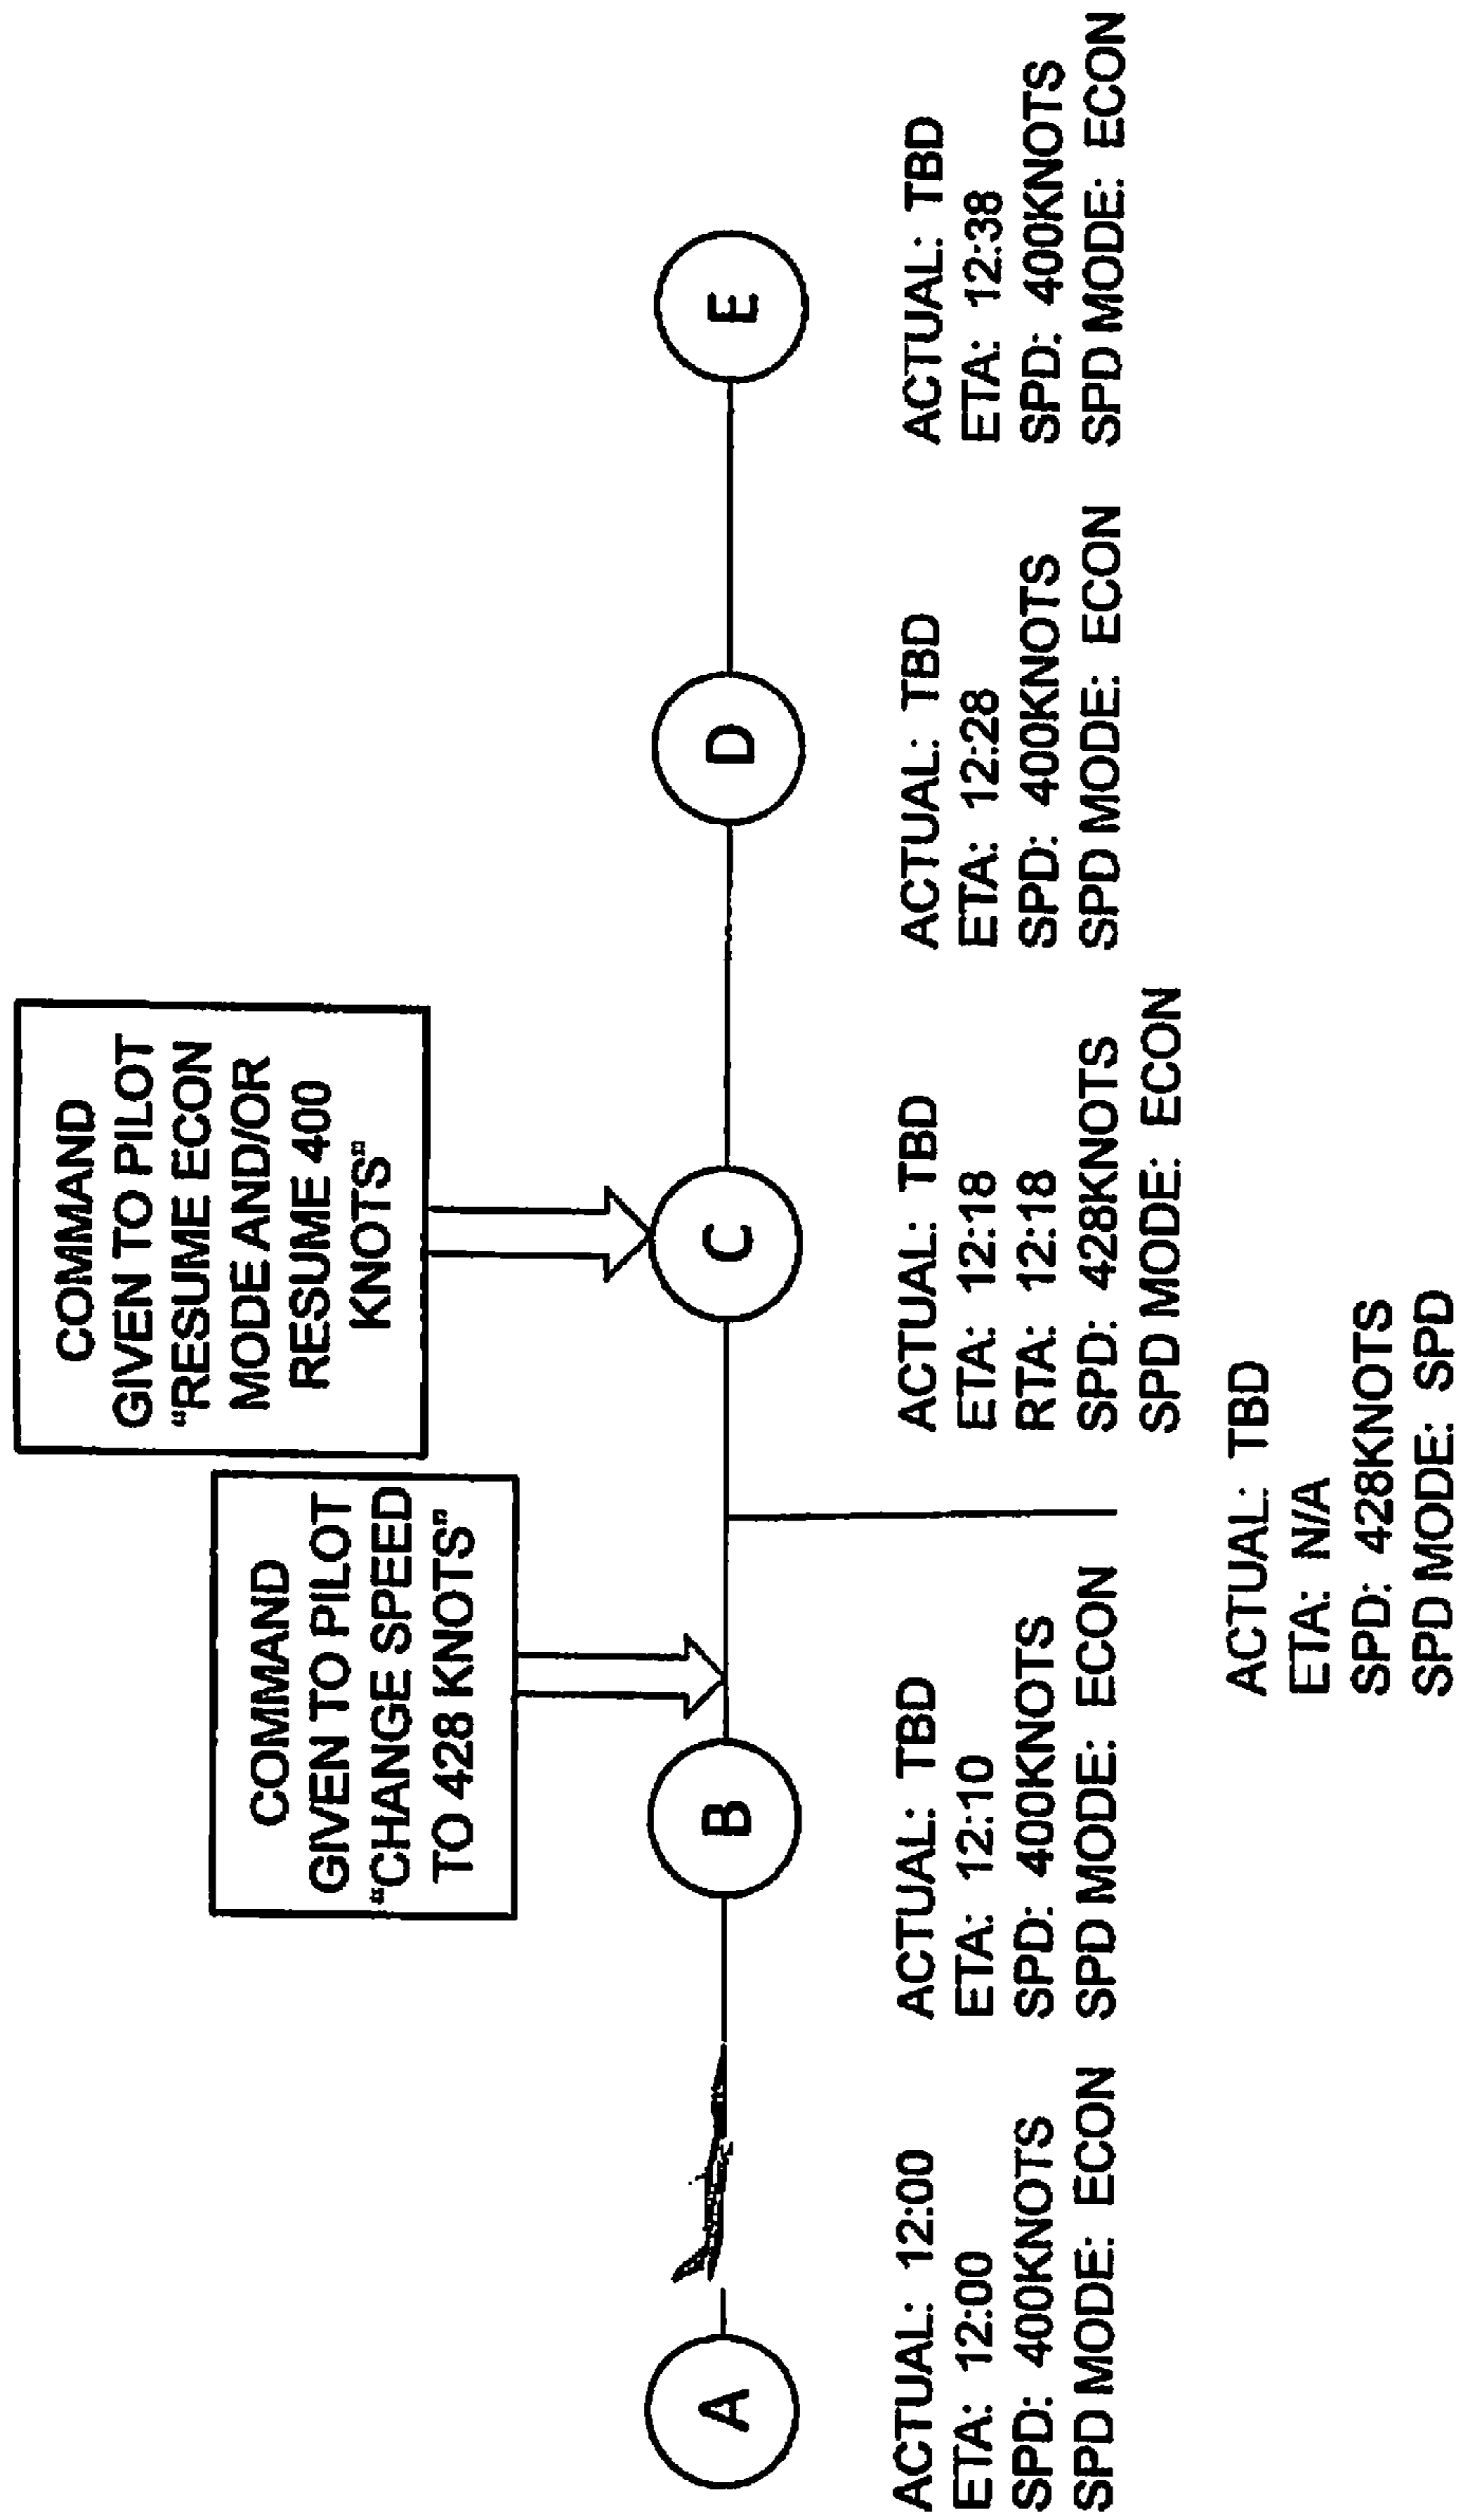 COMMAND
GIVEN TO PILOT
"CHANGE SPEED
TO 428 KNOTS"
COMMAND
GIVEN TO PILOT
"RESUME ECON
MODE AND/OR
RESUME 400
KNOTS"
A
B
C
D
E
ACTUAL: 12:00
ETA: 12:00
SPD: 400KNOTS
SPD MODE: ECON
ACTUAL: TBD
ETA: 12:10
SPD: 400KNOTS
SPD MODE: ECON
ACTUAL: TBD
ETA: N/A
SPD: 428KNOTS
SPD MODE: SPD
ACTUAL: TBD
ETA: 12:18
RTA: 12:18
SPD: 428KNOTS
SPD MODE: ECON
ACTUAL: TBD
ETA: 12:28
SPD: 400KNOTS
SPD MODE: ECON
ACTUAL: TBD
ETA: 12:38
SPD: 400KNOTS
SPD MODE: ECON